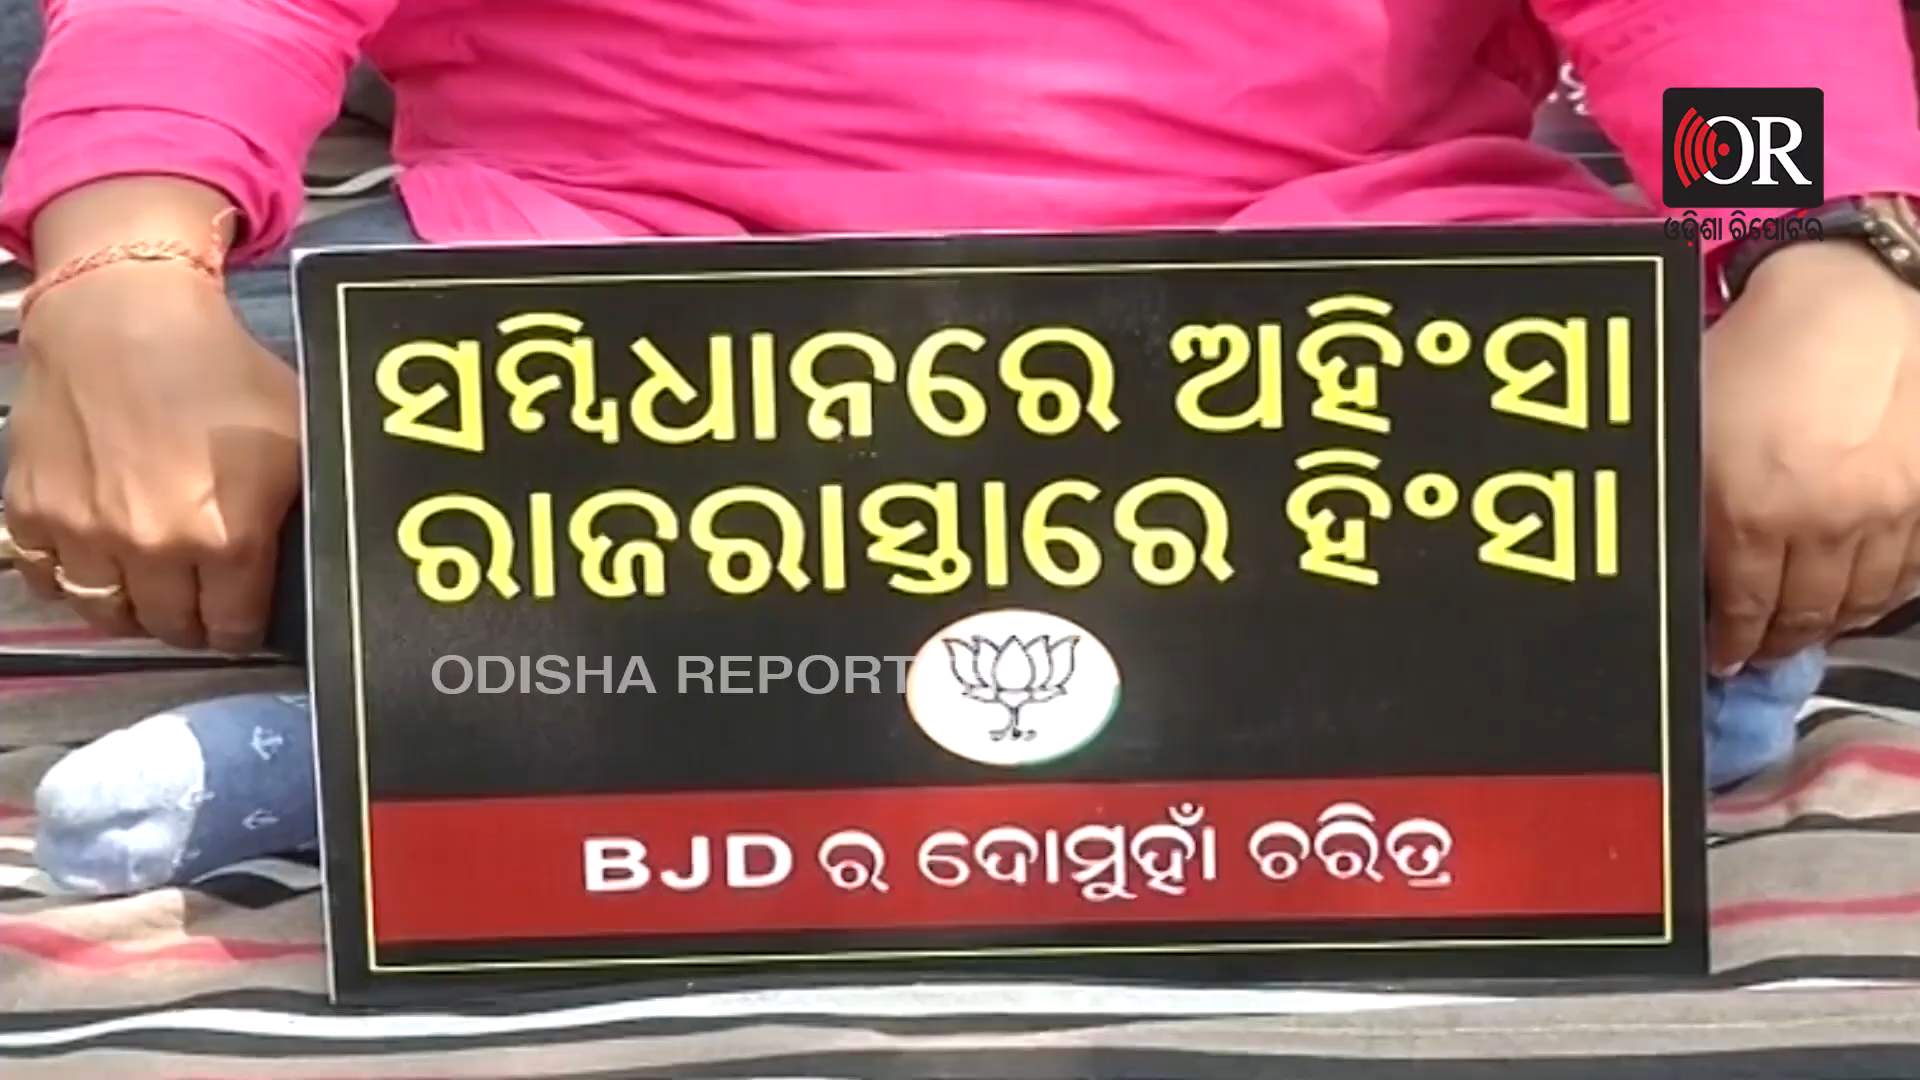 OR
ଓଡ଼ିଶା ରିପୋର୍ଟର
ସମ୍ବିଧାନରେ ଅହିଂସା
ରାଜରାସ୍ତାରେ ହିଂସା
ODISHA REPORT
BJD ର ଦୋମୁହାଁ ଚରିତ୍ର